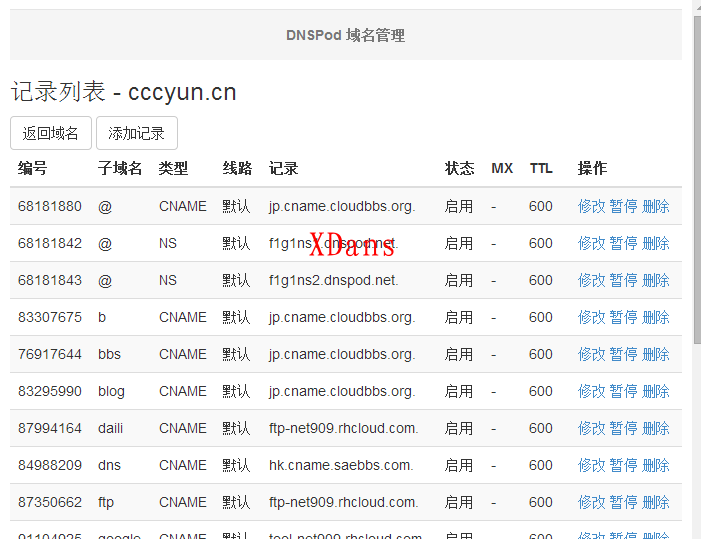 DNSPod 域名管理
记录列表 - cccyun.cn
返回域名 添加记录
编号 子域名 类型 线路 记录 状态 MX TTL 操作
68181880 @ CNAME 默认 jp.cname.cloudbbs.org. 启用 - 600 修改 暂停 删除
68181842 @ NS 默认 f1g1ns1.dnspod.net. 启用 - 600 修改 暂停 删除
XDans
68181843 @ NS 默认 f1g1ns2.dnspod.net. 启用 - 600 修改 暂停 删除
83307675 b CNAME 默认 jp.cname.cloudbbs.org. 启用 - 600 修改 暂停 删除
76917644 bbs CNAME 默认 jp.cname.cloudbbs.org. 启用 - 600 修改 暂停 删除
83295990 blog CNAME 默认 jp.cname.cloudbbs.org. 启用 - 600 修改 暂停 删除
87994164 daili CNAME 默认 ftp-net909.rhcloud.com. 启用 - 600 修改 暂停 删除
84988209 dns CNAME 默认 hk.cname.saebbs.com. 启用 - 600 修改 暂停 删除
87350662 ftp CNAME 默认 ftp-net909.rhcloud.com. 启用 - 600 修改 暂停 删除
google CNAME 默认 tool-net909.rhcloud.com. 启用 - 600 修改 暂停 删除